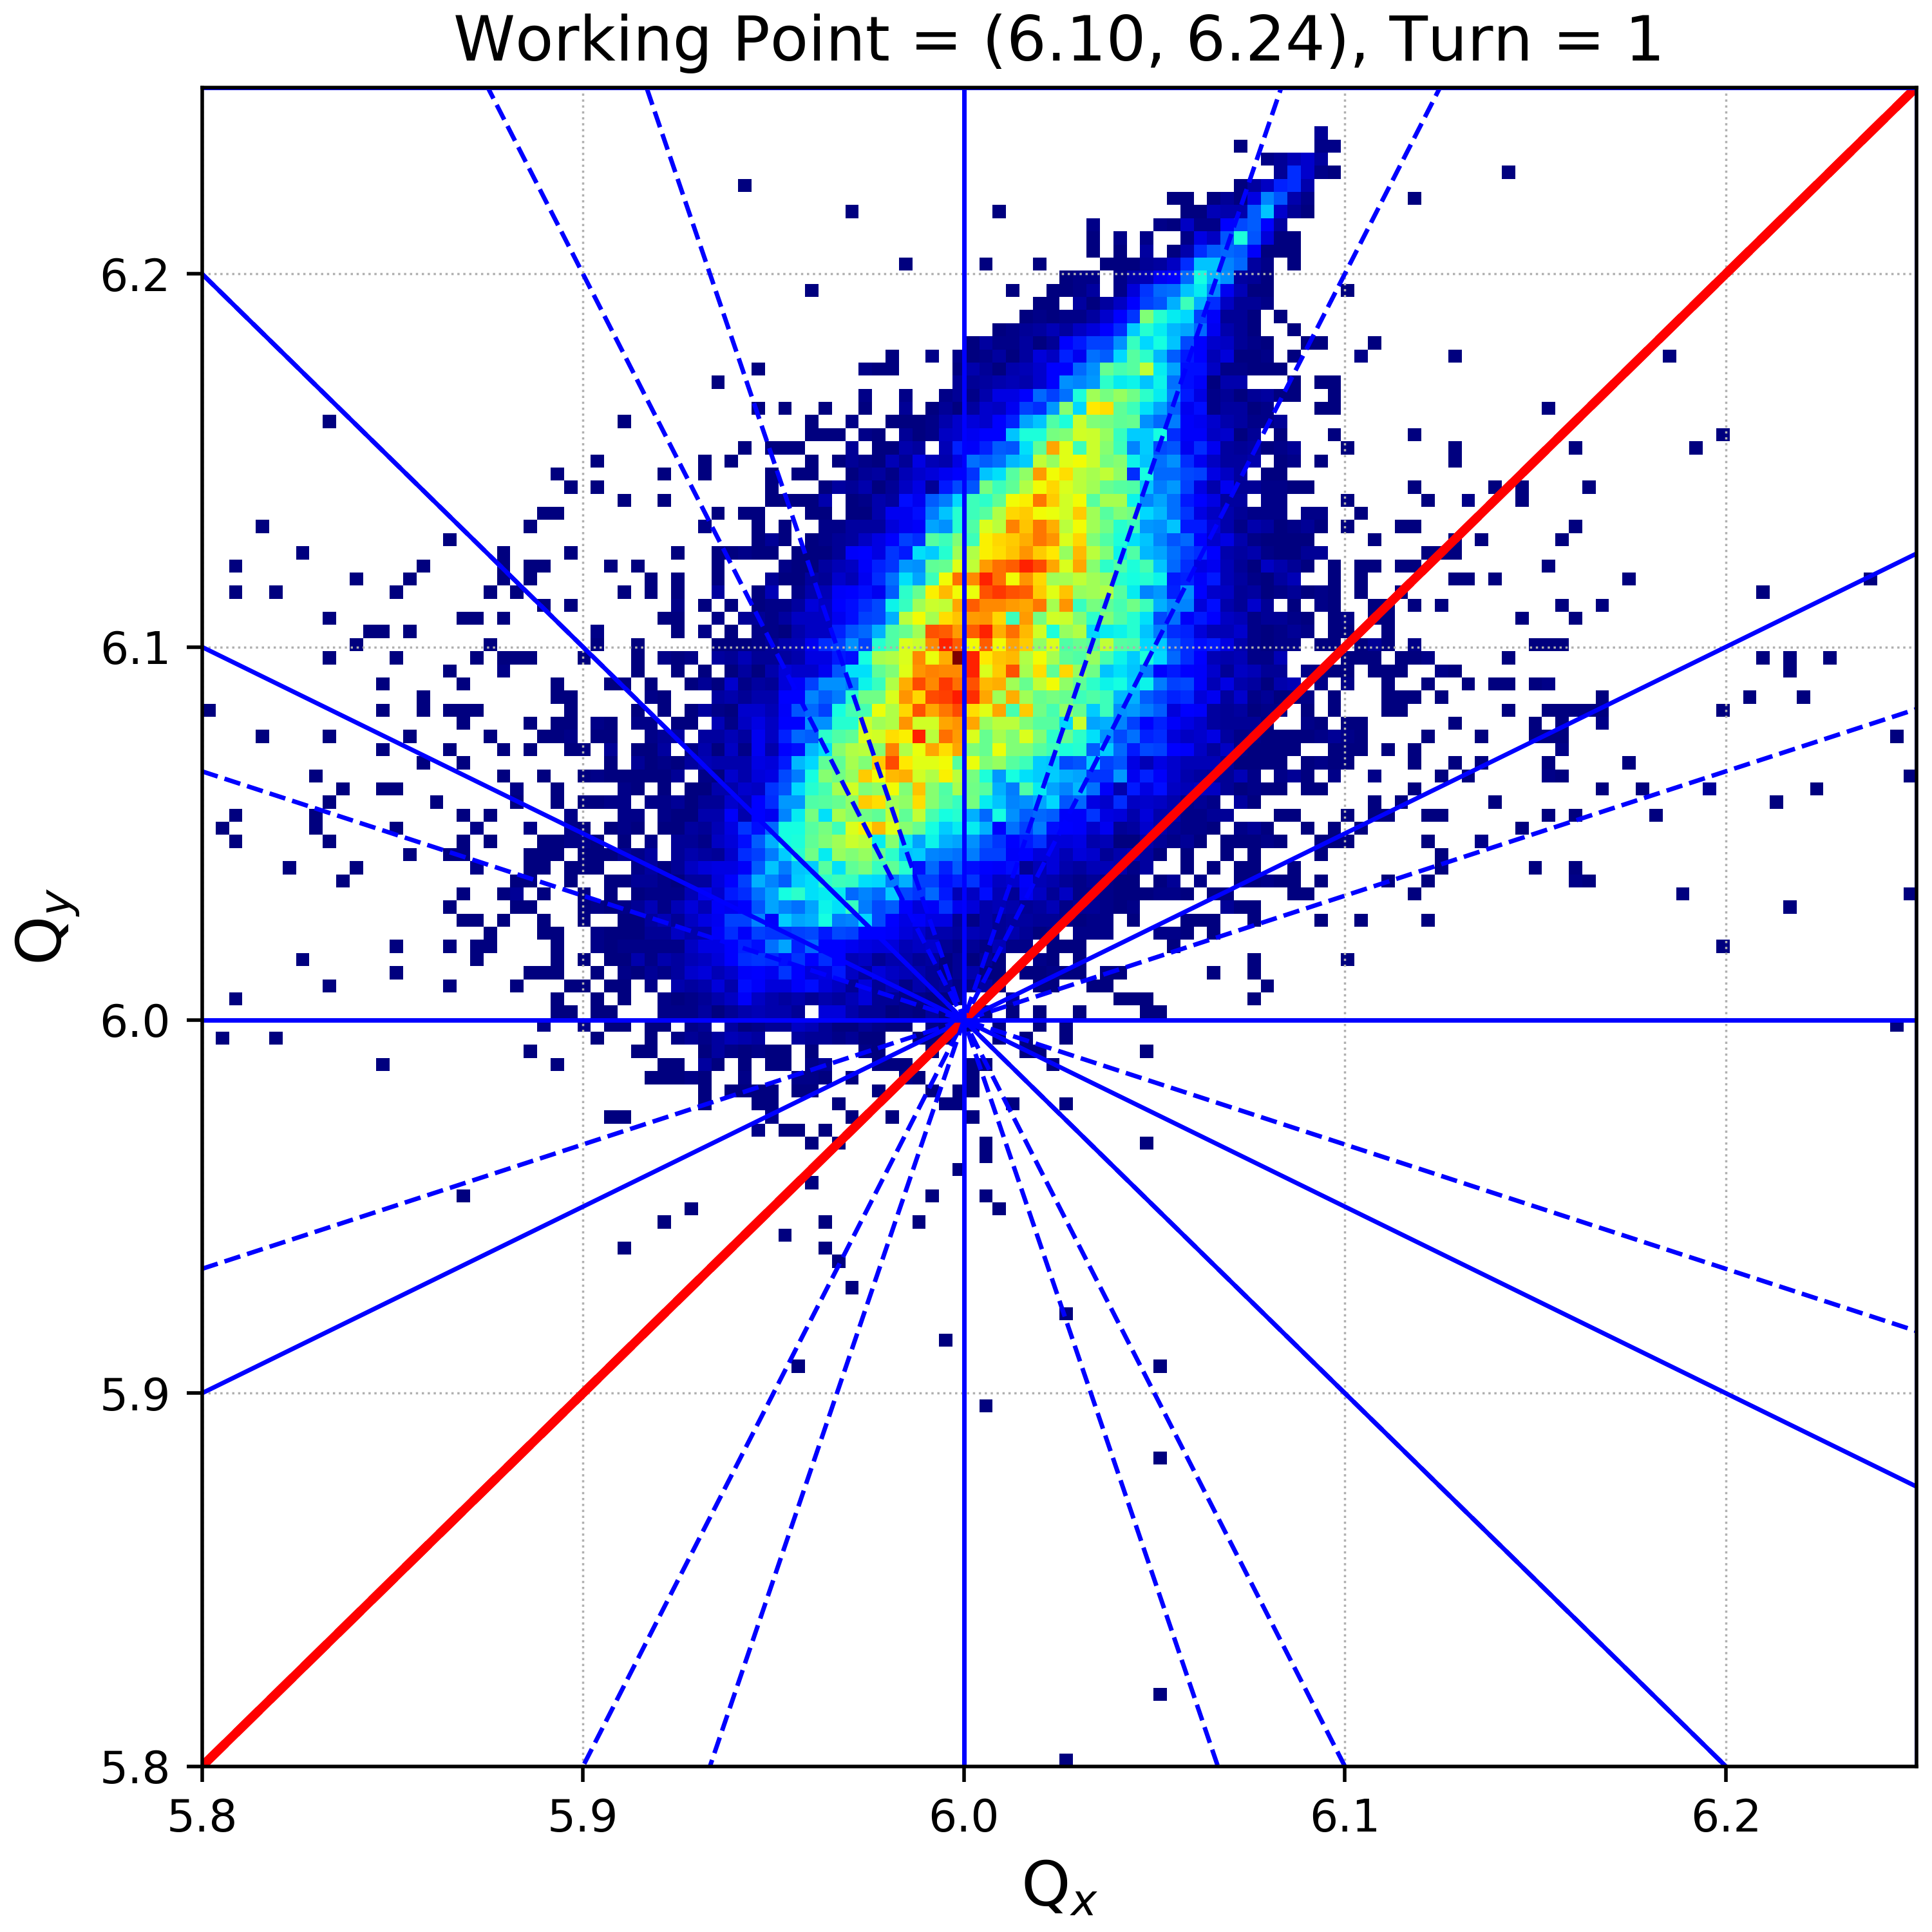 Working Point = (6.10, 6.24), Turn = 1
6.2
6.1
6.0
5.9
5.8
Qy
5.8 5.9 6.0 6.1 6.2
Qx